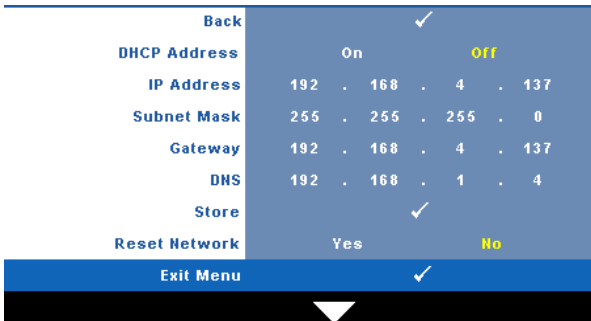 Back
DHCP Address On Off
IP Address 192 . 168 . 4 . 137
Subnet Mask 255 . 255 . 255 . 0
Gateway 192 . 168 . 4 . 137
DNS 192 . 168 . 1 . 4
Store
Reset Network Yes No
Exit Menu